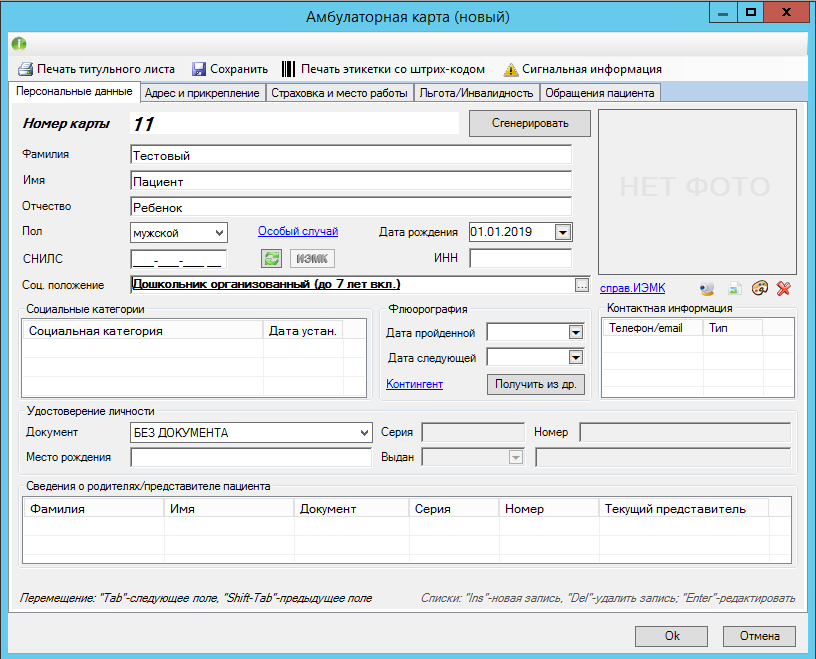 Амбулаторная карта (новый)
Печать титульного листа Сохранить Печать этикетки со штрих-кодом Сигнальная информация
Персональные данные Адрес и прикрепление Страховка и место работы Льгота/Инвалидность Обращения пациента
Номер карты 11 Сгенерировать
Фамилия Тестовый
Имя Пациент
НЕТ ФОТО
Отчество Ребенок
Пол мужской Особый случай Дата рождения 01.01.2019
СНИЛС ___-___-___ __ ИЭМК ИНН
Соц. положение Дошкольник организованный (до 7 лет вкл.) ... справ.ИЭМК
Социальные категории Флюорография Контактная информация
Социальная категория Дата устан. Дата пройденной Телефон/email Тип
Дата следующей
Контингент Получить из др.
Удостоверение личности
Документ БЕЗ ДОКУМЕНТА Серия Номер
Место рождения Выдан
Сведения о родителях/представителе пациента
Фамилия Имя Документ Серия Номер Текущий представитель
Перемещение: "Tab"-следующее поле, "Shift-Tab"-предыдущее поле Списки: "Ins"-новая запись, "Del"-удалить запись; "Enter"-редактировать
Ok Отмена